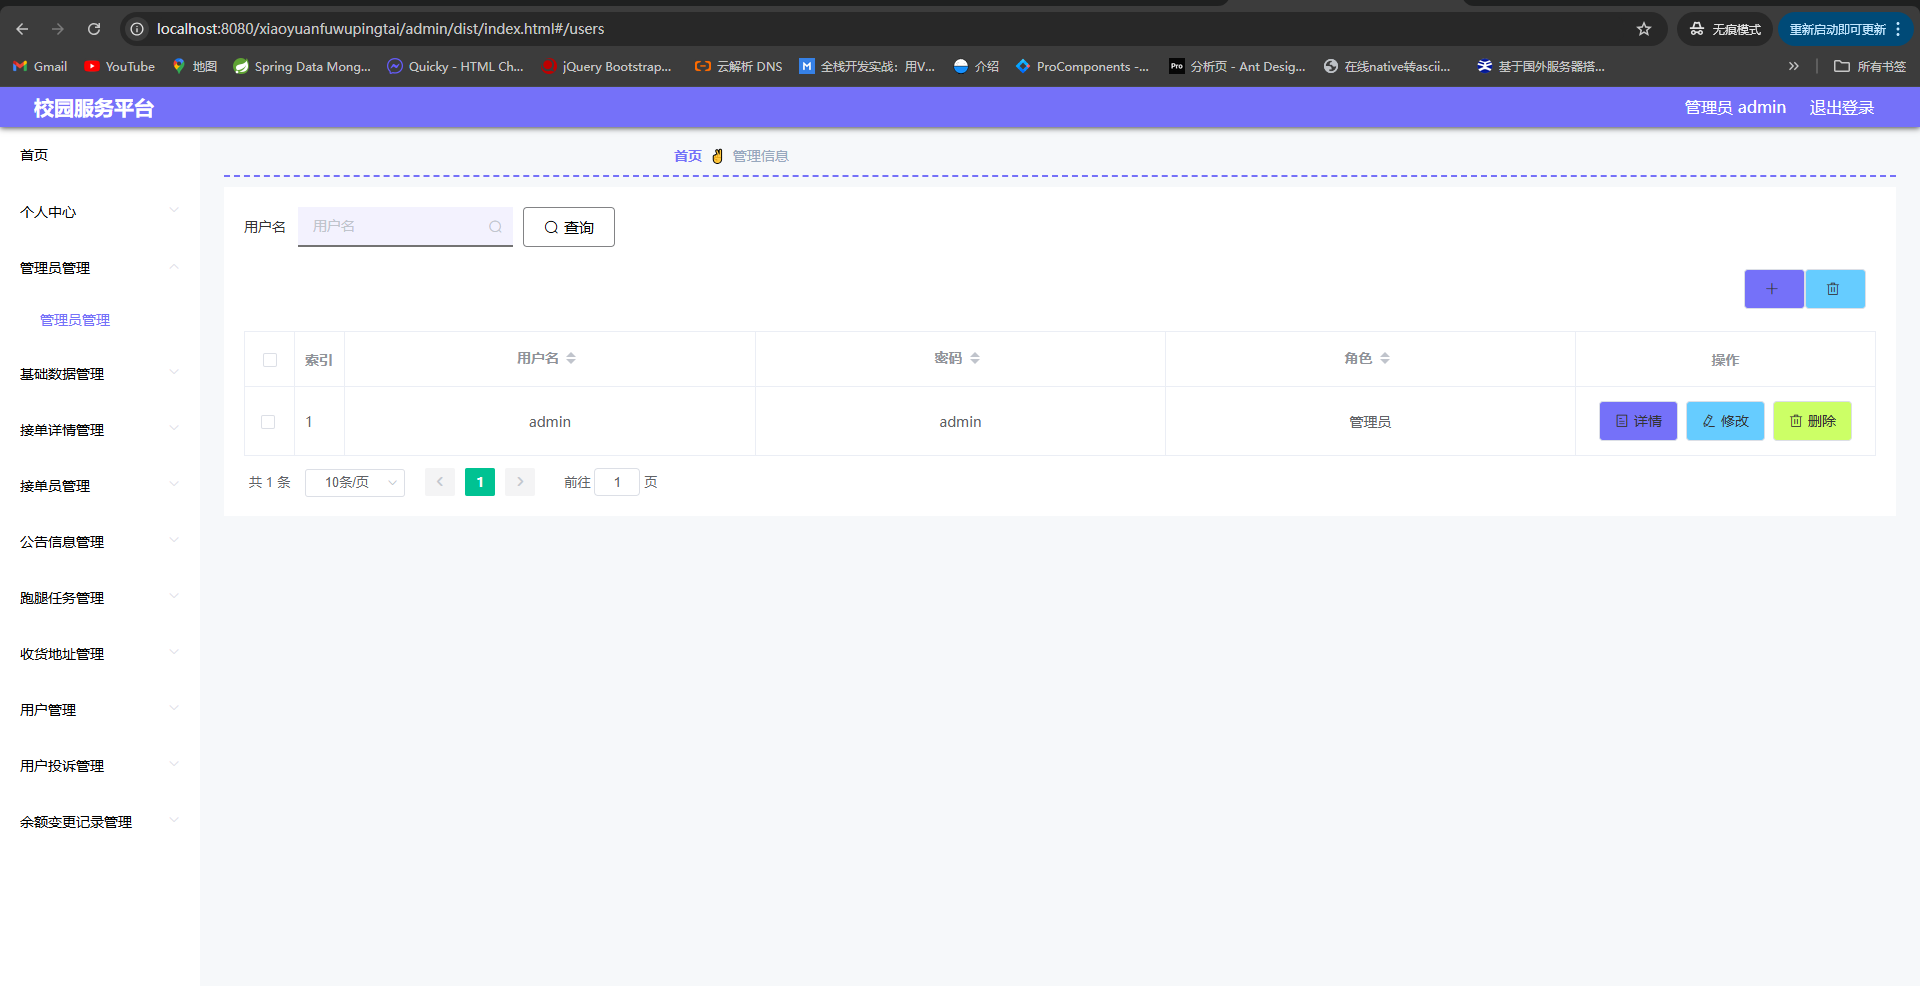 localhost:8080/xiaoyuanfuwupingtai/admin/dist/index.html#/users
无痕模式
重新启动即可更新
Gmail
YouTube
地图
Spring Data Mong...
Quicky - HTML Ch...
jQuery Bootstrap...
云解析 DNS
全栈开发实战：用V...
介绍
ProComponents -...
Pro
分析页 - Ant Desig...
在线native转ascii...
基于国外服务器搭...
所有书签
校园服务平台
管理员 admin
退出登录
首页
个人中心
管理员管理
管理员管理
基础数据管理
接单详情管理
接单员管理
公告信息管理
跑腿任务管理
收货地址管理
用户管理
用户投诉管理
余额变更记录管理
首页
管理信息
用户名
用户名
查询
索引 用户名 密码 角色 操作
1 admin admin 管理员 详情 修改 删除
共 1 条 10条/页 1 前往 1 页